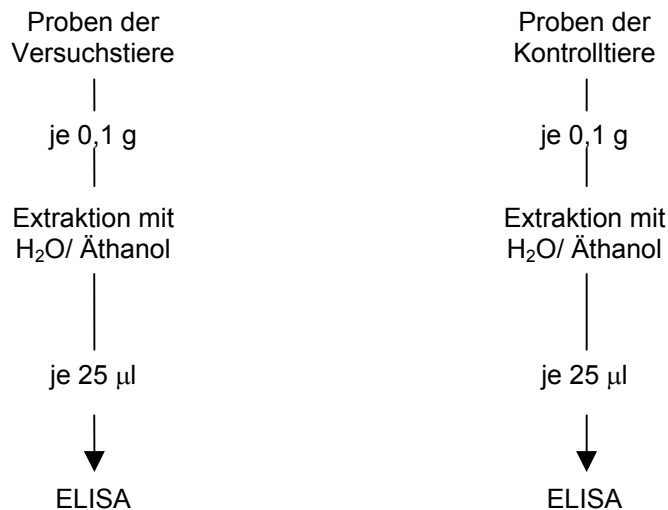 Proben der
Versuchstiere
je 0,1 g
Extraktion mit
H₂O/ Äthanol
je 25 μl
ELISA
Proben der
Kontrolltiere
je 0,1 g
Extraktion mit
H₂O/ Äthanol
je 25 μl
ELISA